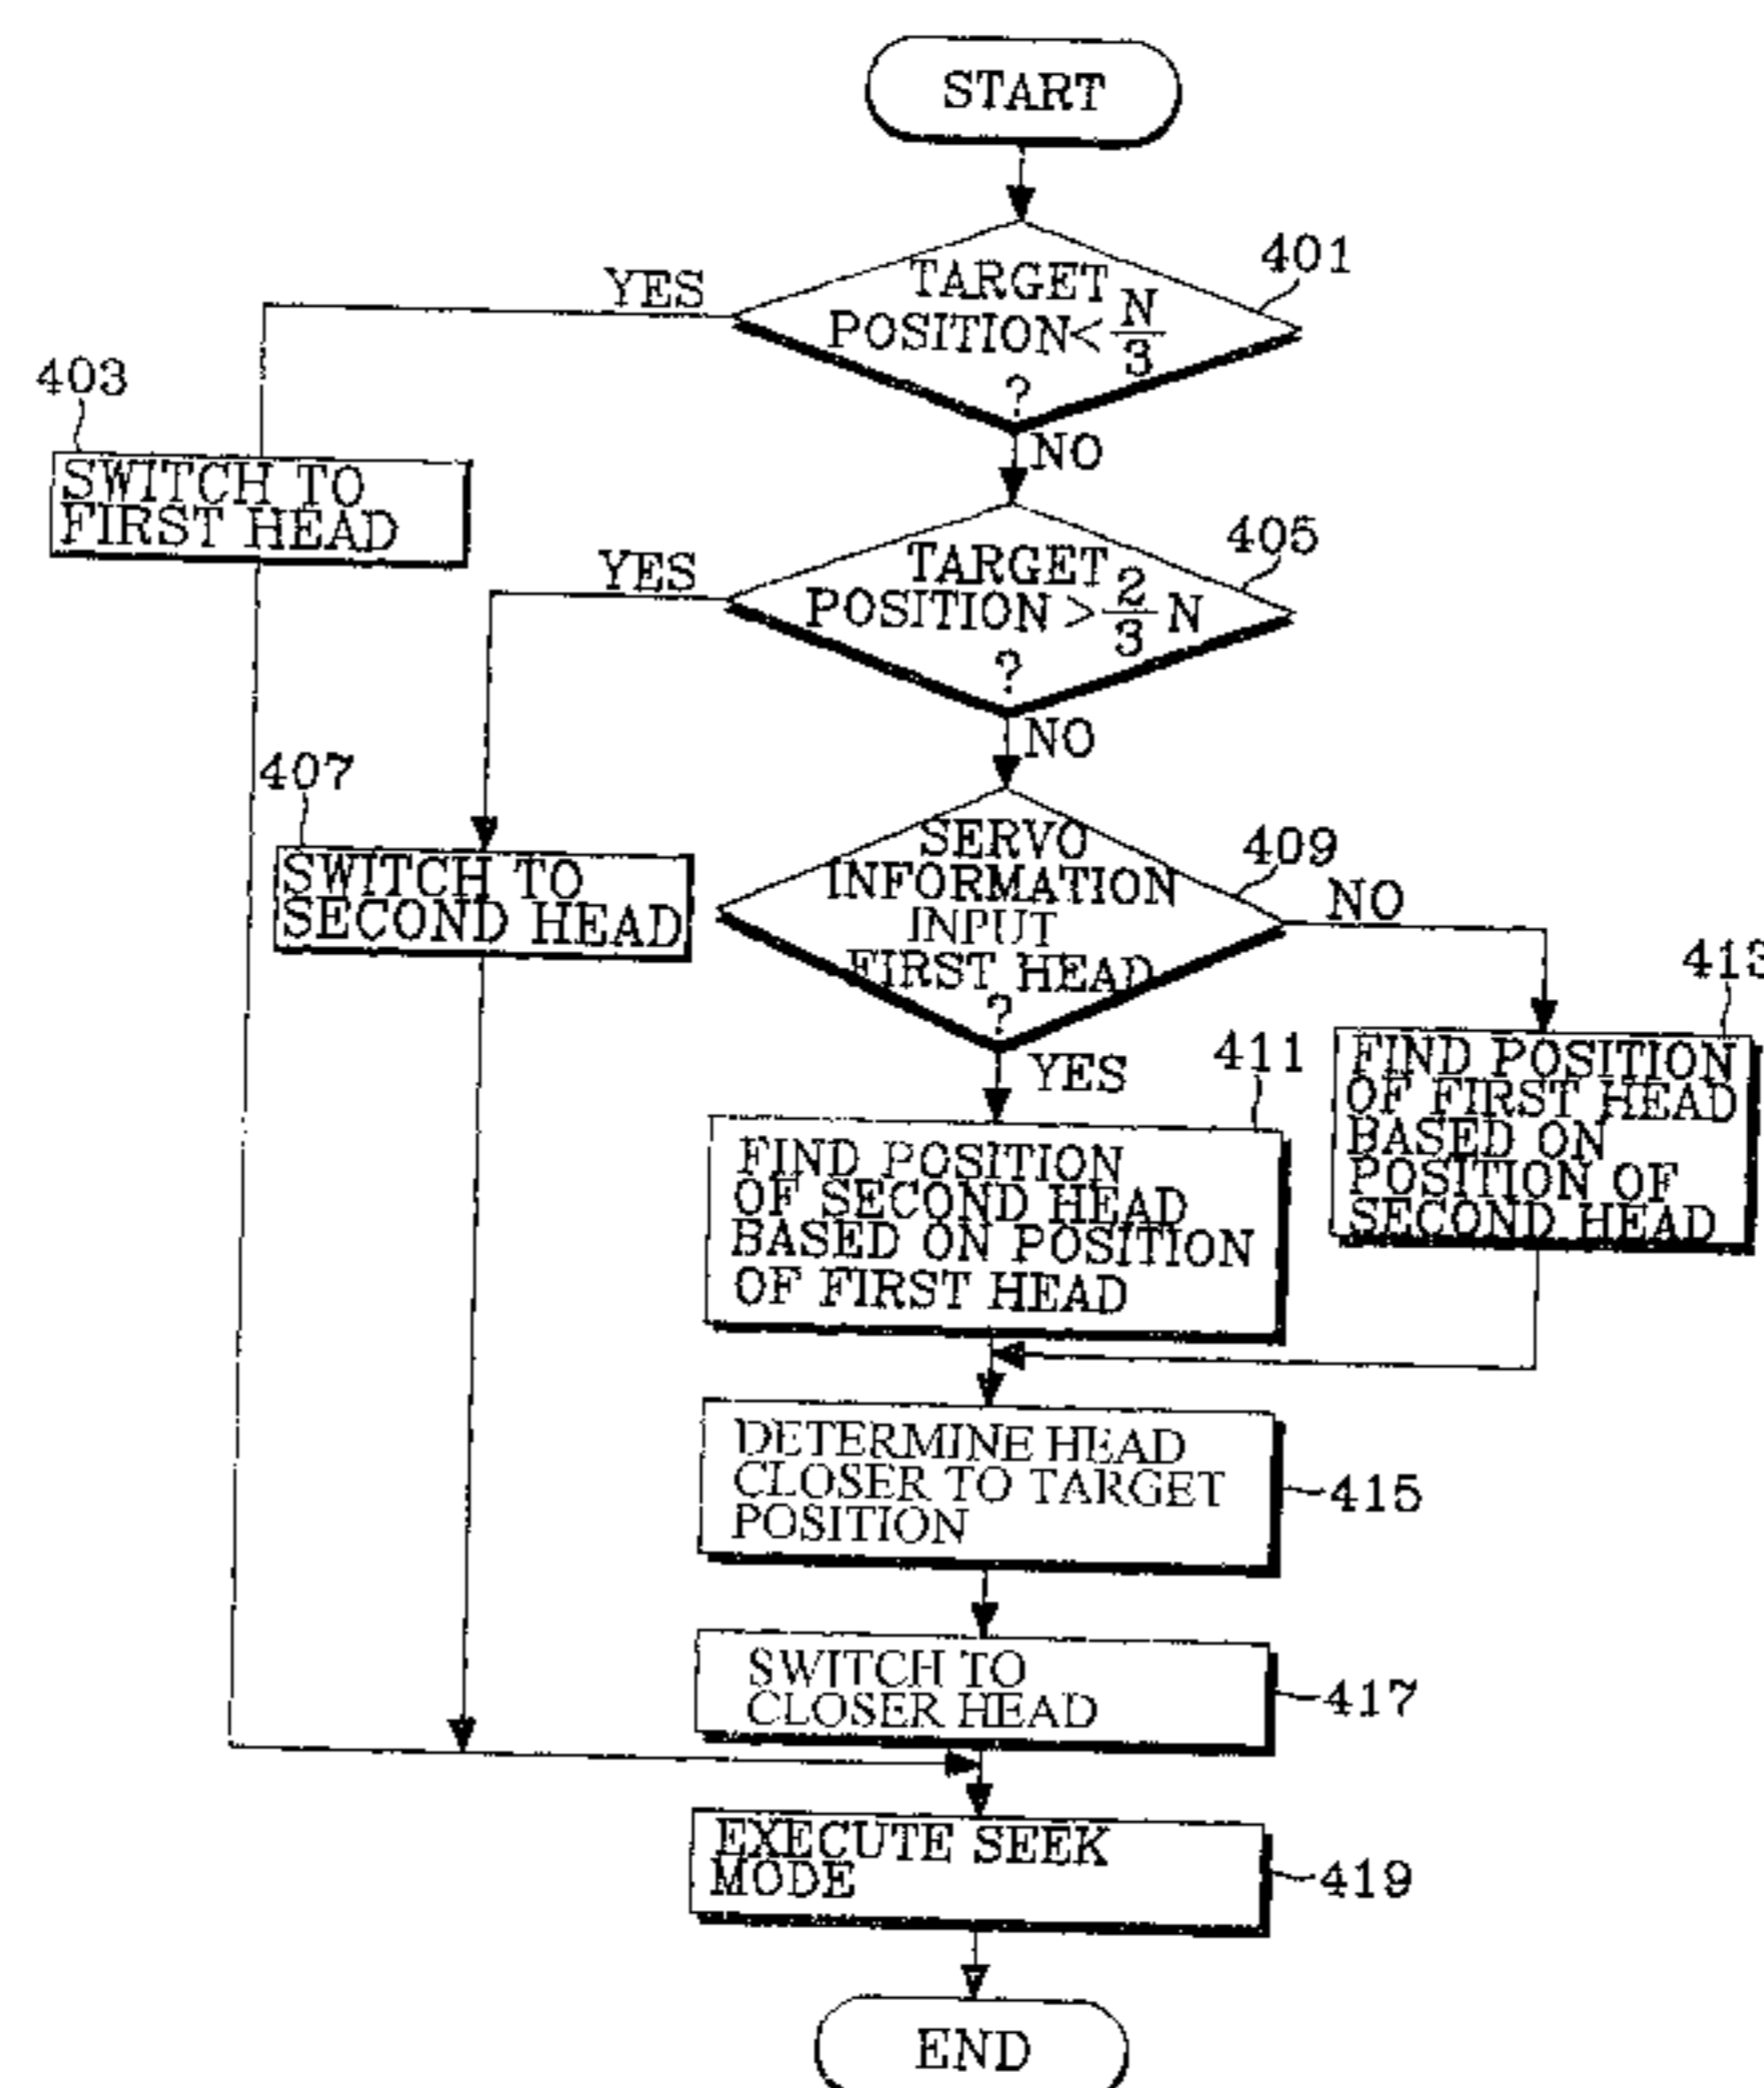 START
401
YES
TARGET
POSITION< N/3
?
NO
403
SWITCH TO
FIRST HEAD
405
YES
TARGET
POSITION > 2/3 N
?
NO
407
SWITCH TO
SECOND HEAD
409
SERVO
INFORMATION
INPUT
FIRST HEAD
?
NO
YES
413
FIND POSITION
OF FIRST HEAD
BASED ON
POSITION OF
SECOND HEAD
411
FIND POSITION
OF SECOND HEAD
BASED ON POSITION
OF FIRST HEAD
DETERMINE HEAD
CLOSER TO TARGET
POSITION
415
SWITCH TO
CLOSER HEAD
417
EXECUTE SEEK
MODE
419
END